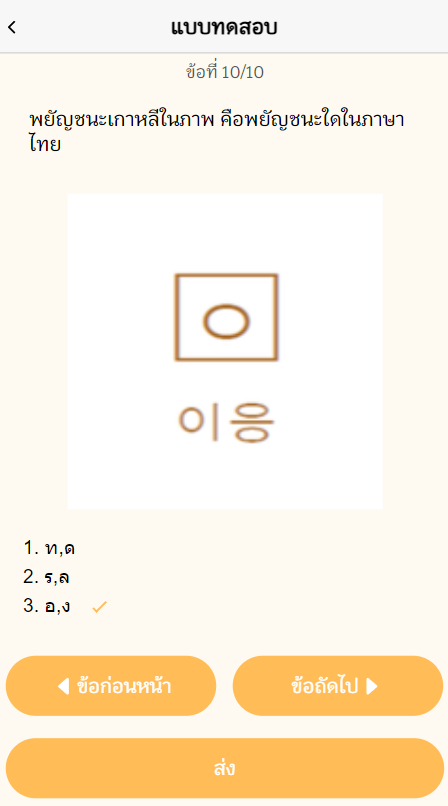 แบบทดสอบ
ข้อที่ 10/10
พยัญชนะเกาหลีในภาพ คือพยัญชนะใดในภาษา
ไทย
ㅇ
이응
1. ท,ด
2. ร,ล
3. อ,ง
ข้อก่อนหน้า ข้อถัดไป
ส่ง